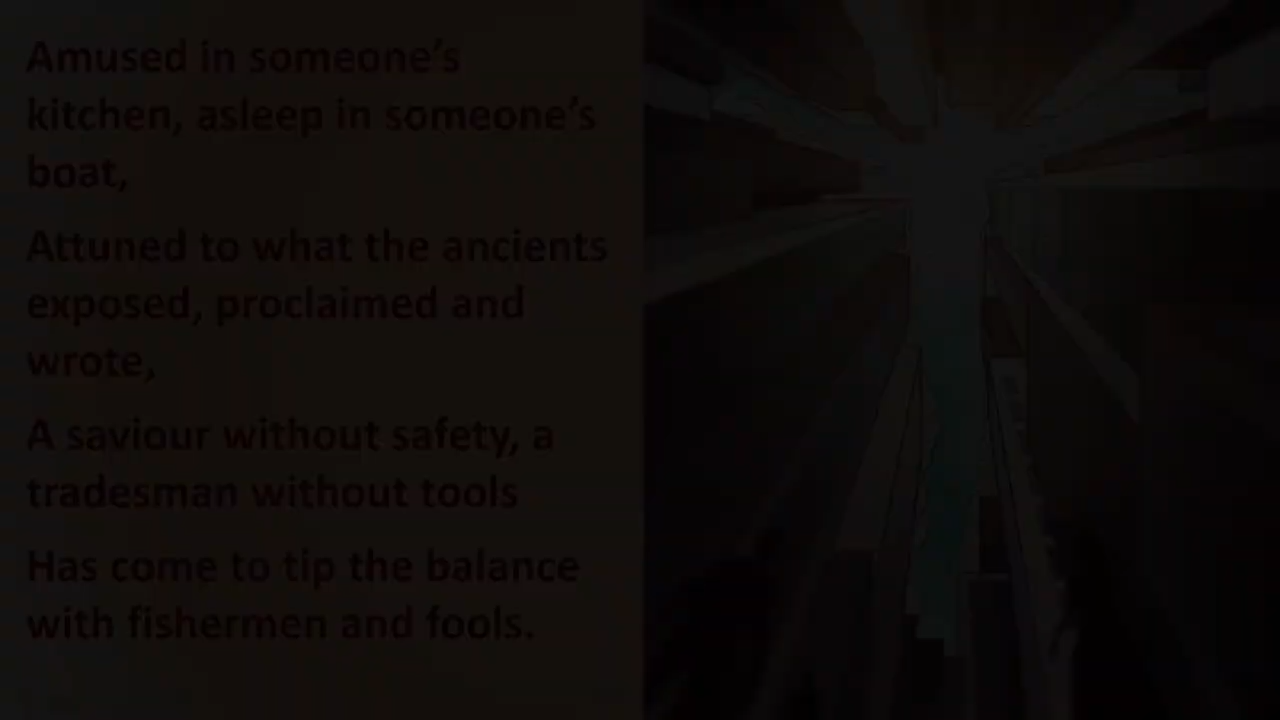 Amused in someone’s
kitchen, asleep in someone’s
boat,
Attuned to what the ancients
exposed, proclaimed and
wrote,
A saviour without safety, a
tradesman without tools
Has come to tip the balance
with fishermen and fools.